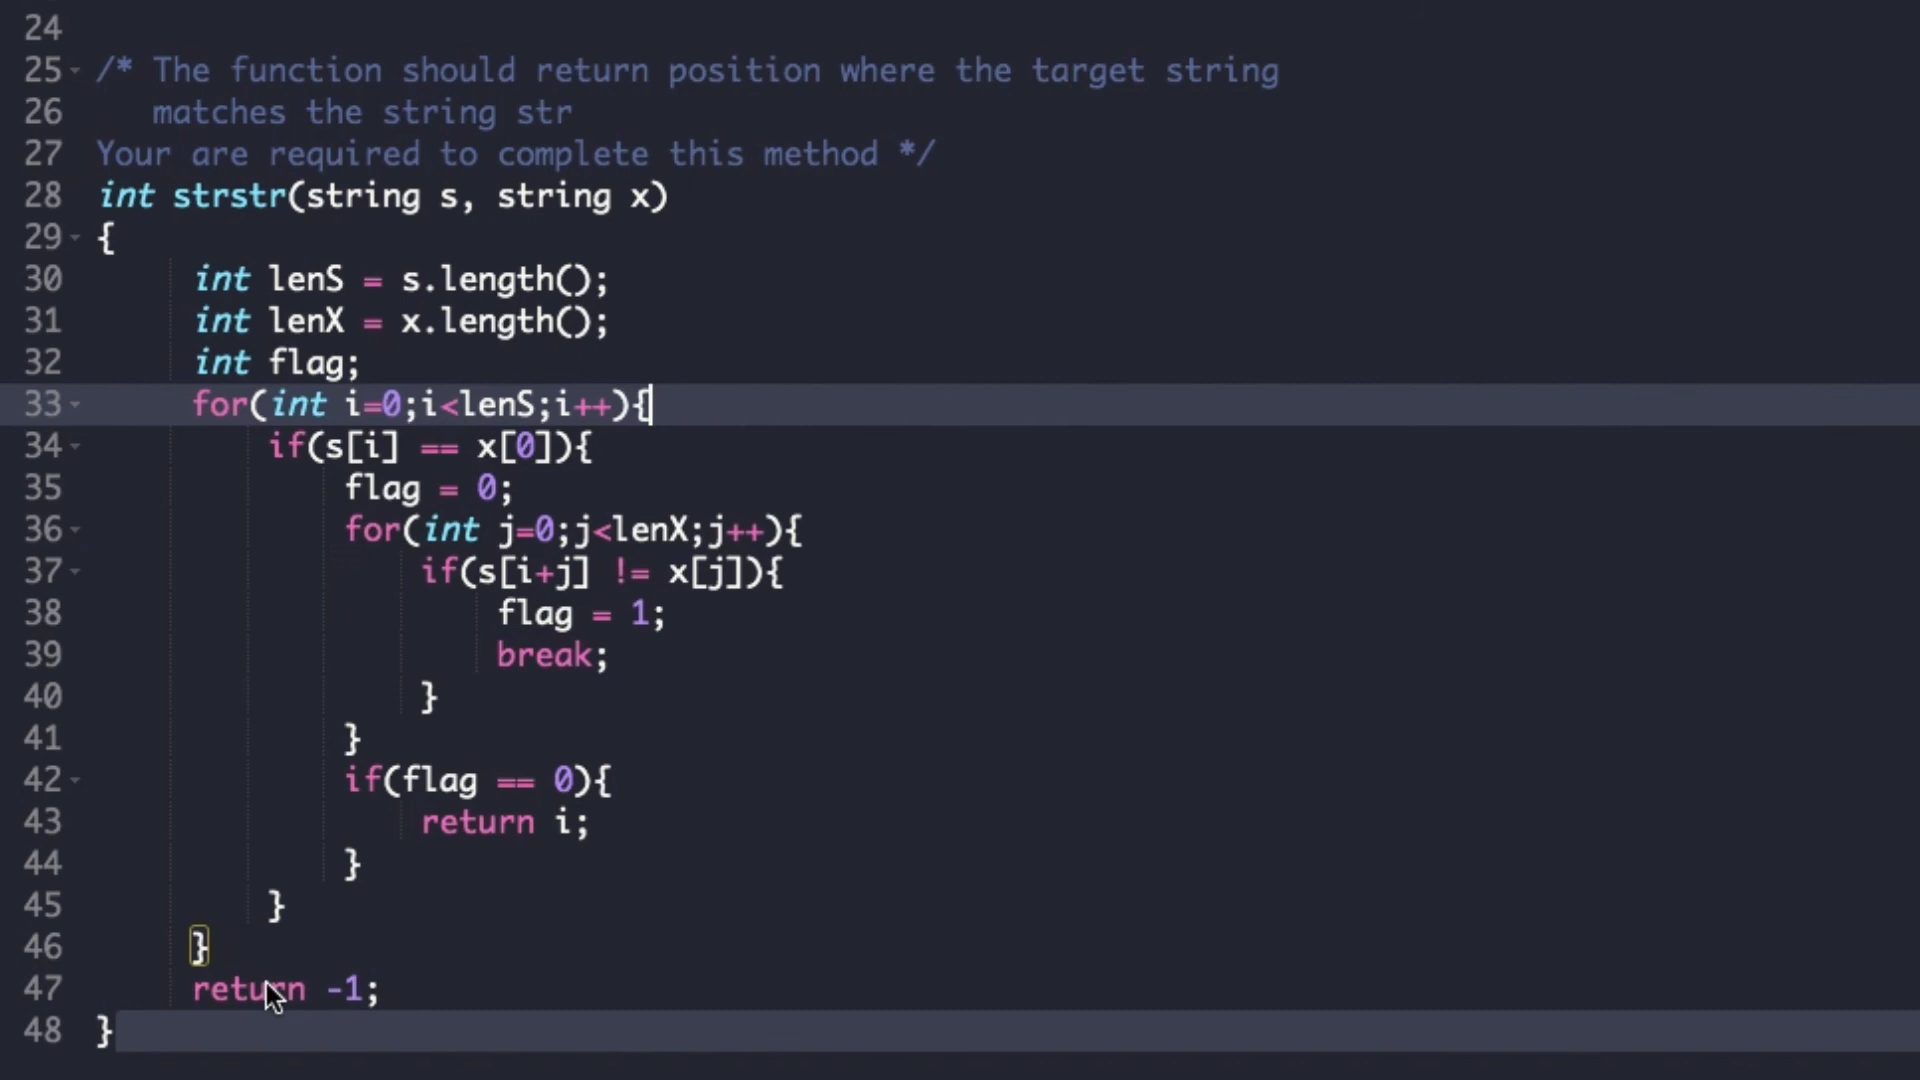 24
25 /* The function should return position where the target string
26 matches the string str
27 Your are required to complete this method */
28 int strstr(string s, string x)
29 {
30 int lenS = s.length();
31 int lenX = x.length();
32 int flag;
33 for(int i=0;i<lenS;i++){
34 if(s[i] == x[0]){
35 flag = 0;
36 for(int j=0;j<lenX;j++){
37 if(s[i+j] != x[j]){
38 flag = 1;
39 break;
40 }
41 }
42 if(flag == 0){
43 return i;
44 }
45 }
46 }
47 return -1;
48 }